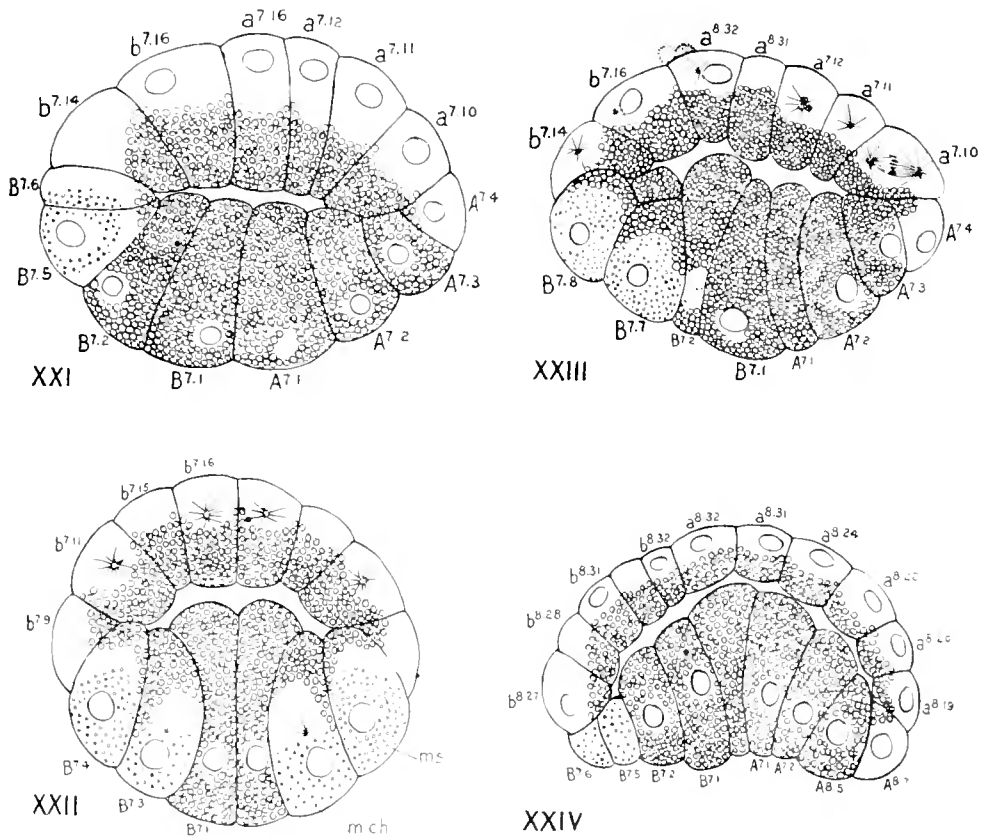 b7.14
b7.16
a7.16
a7.12
a7.11
a7.10
A7.4
A7.3
A7.2
A7.1
B7.1
B7.2
B7.5
B7.6
XXI
b7.14
b7.16
a8.32
a8.31
a7.12
a7.11
a7.10
A7.4
A7.3
A7.2
A7.1
B7.1
B7.2
B7.7
B7.8
XXIII
b7.9
b7.11
b7.15
b7.16
ms
m ch
B7.1
B7.3
B7.4
XXII
b8.27
b8.28
b8.31
b8.32
a8.32
a8.31
a8.24
a8.20
a8.19
A8.5
A7.2
A7.1
B7.1
B7.2
B7.5
B7.6
XXIV